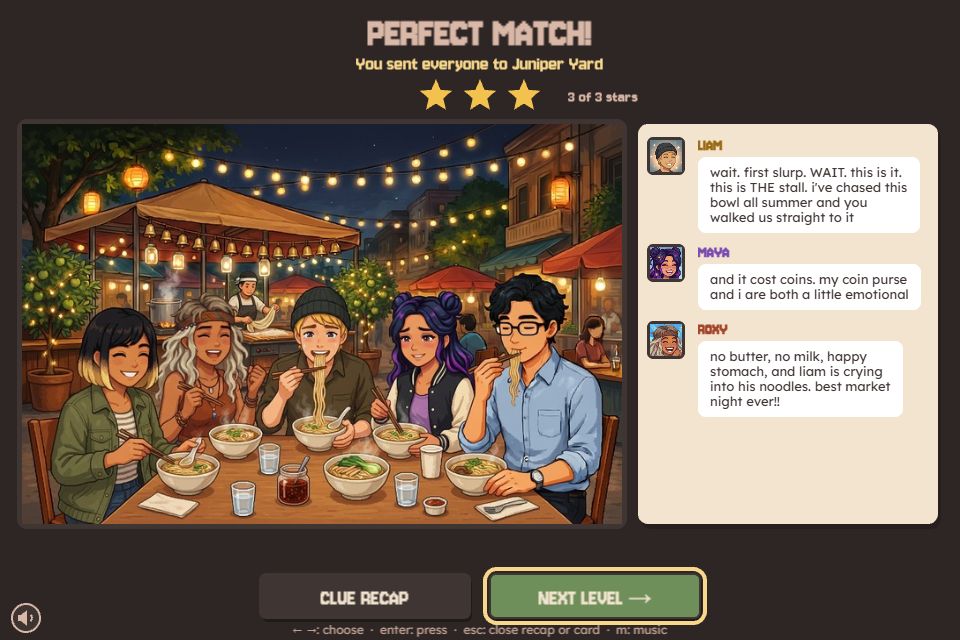 PERFECT MATCH!
You sent everyone to Juniper Yard
3 of 3 stars
LIAM
wait. first slurp. WAIT. this is it.
this is THE stall. i've chased this
bowl all summer and you
walked us straight to it
MAYA
and it cost coins. my coin purse
and i are both a little emotional
ROXY
no butter, no milk, happy
stomach, and liam is crying
into his noodles. best market
night ever!!
CLUE RECAP
NEXT LEVEL →
← →: choose · enter: press · esc: close recap or card · m: music